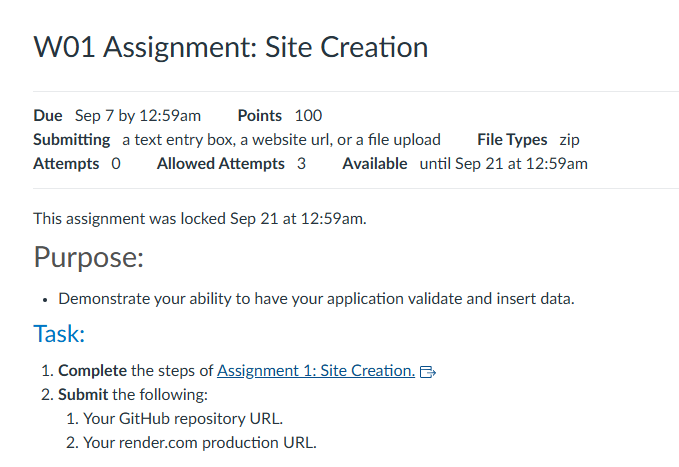 W01 Assignment: Site Creation
Due Sep 7 by 12:59am Points 100
Submitting a text entry box, a website url, or a file upload File Types zip
Attempts 0 Allowed Attempts 3 Available until Sep 21 at 12:59am
This assignment was locked Sep 21 at 12:59am.
Purpose:
• Demonstrate your ability to have your application validate and insert data.
Task:
1. Complete the steps of Assignment 1: Site Creation.
2. Submit the following:
1. Your GitHub repository URL.
2. Your render.com production URL.